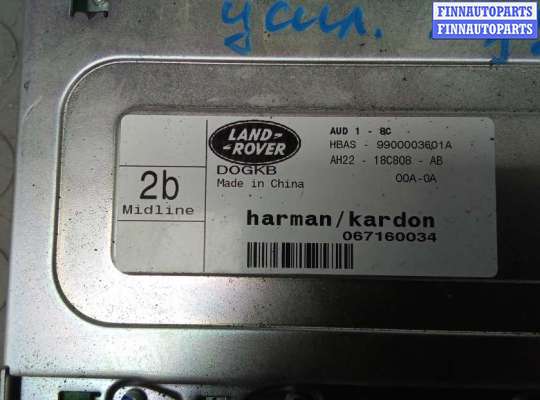 усил.
FINNAUTOPARTS
FINNAUTOPARTS
LAND-
-ROVER
DOGKB
Made in China
AUD 1 - 8C
HBAS - 9900003601A
AH22 - 18C808 - AB
00A-0A
2b
Midline
harman/kardon
067160034